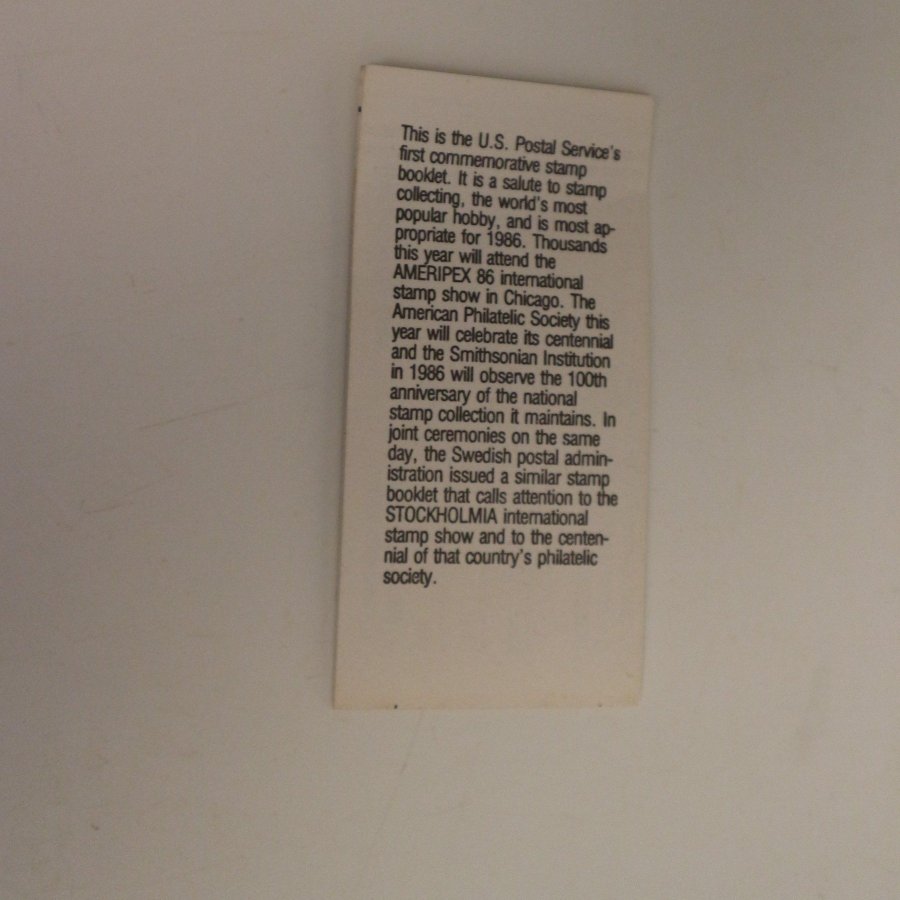 This is the U.S. Postal Service's
first commemorative stamp
booklet. It is a salute to stamp
collecting, the world's most
popular hobby, and is most ap-
propriate for 1986. Thousands
this year will attend the
AMERIPEX 86 international
stamp show in Chicago. The
American Philatelic Society this
year will celebrate its centennial
and the Smithsonian Institution
in 1986 will observe the 100th
anniversary of the national
stamp collection it maintains. In
joint ceremonies on the same
day, the Swedish postal admin-
istration issued a similar stamp
booklet that calls attention to the
STOCKHOLMIA international
stamp show and to the centen-
nial of that country's philatelic
society.